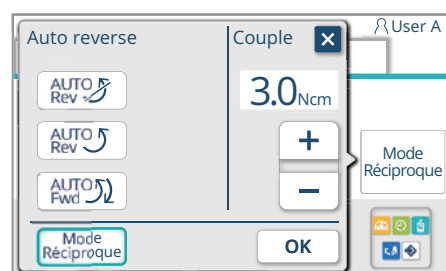 User A
Auto reverse
Couple
AUTO
Rev
3.0Ncm
AUTO
Rev
+
AUTO
Fwd
−
Mode
Réciproque
Mode
Réciproque
OK